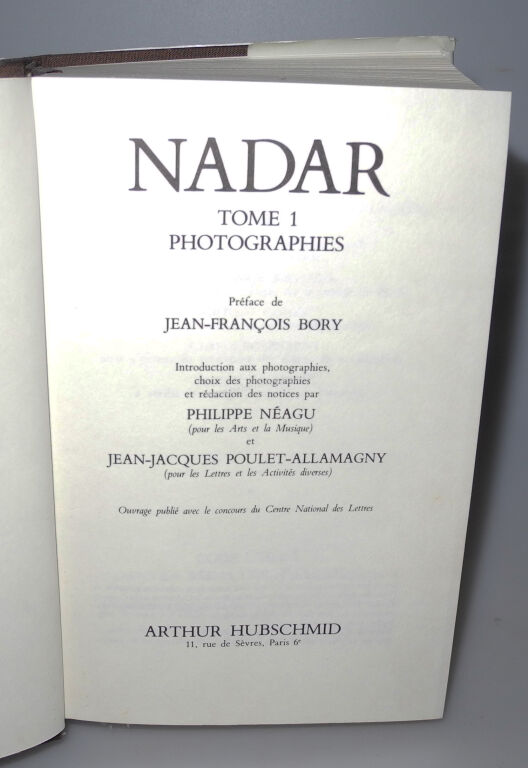 NADAR
TOME 1
PHOTOGRAPHIES
Préface de
JEAN-FRANÇOIS BORY
Introduction aux photographies,
choix des photographies
et rédaction des notices par
PHILIPPE NÉAGU
(pour les Arts et la Musique)
et
JEAN-JACQUES POULET-ALLAMAGNY
(pour les Lettres et les Activités diverses)
Ouvrage publié avec le concours du Centre National des Lettres
ARTHUR HUBSCHMID
11, rue de Sèvres, Paris 6e